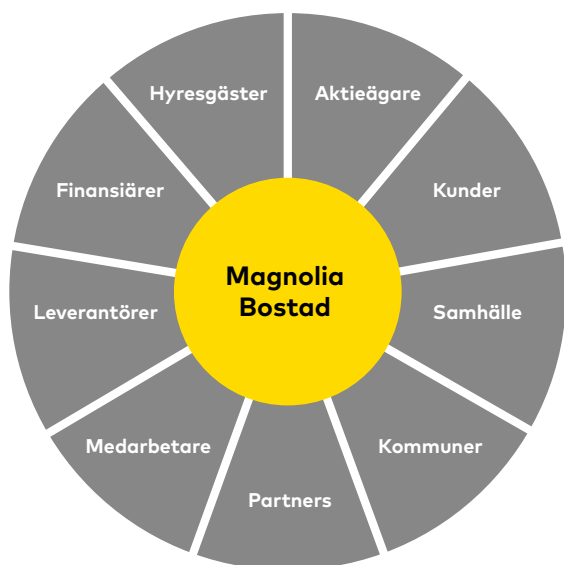 Hyresgäster
Aktieägare
Finansiärer
Kunder
Magnolia
Bostad
Leverantörer
Samhälle
Medarbetare
Kommuner
Partners